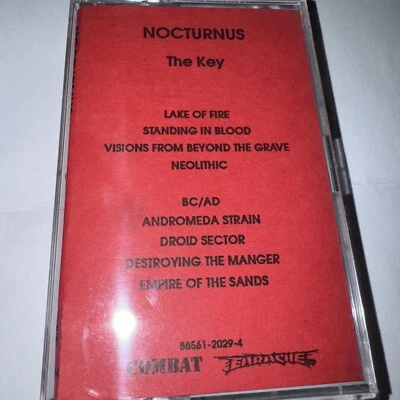 NOCTURNUS
The Key
LAKE OF FIRE
STANDING IN BLOOD
VISIONS FROM BEYOND THE GRAVE
NEOLITHIC
BC/AD
ANDROMEDA STRAIN
DROID SECTOR
DESTROYING THE MANGER
EMPIRE OF THE SANDS
88561-2029-4
COMBAT EARACHE